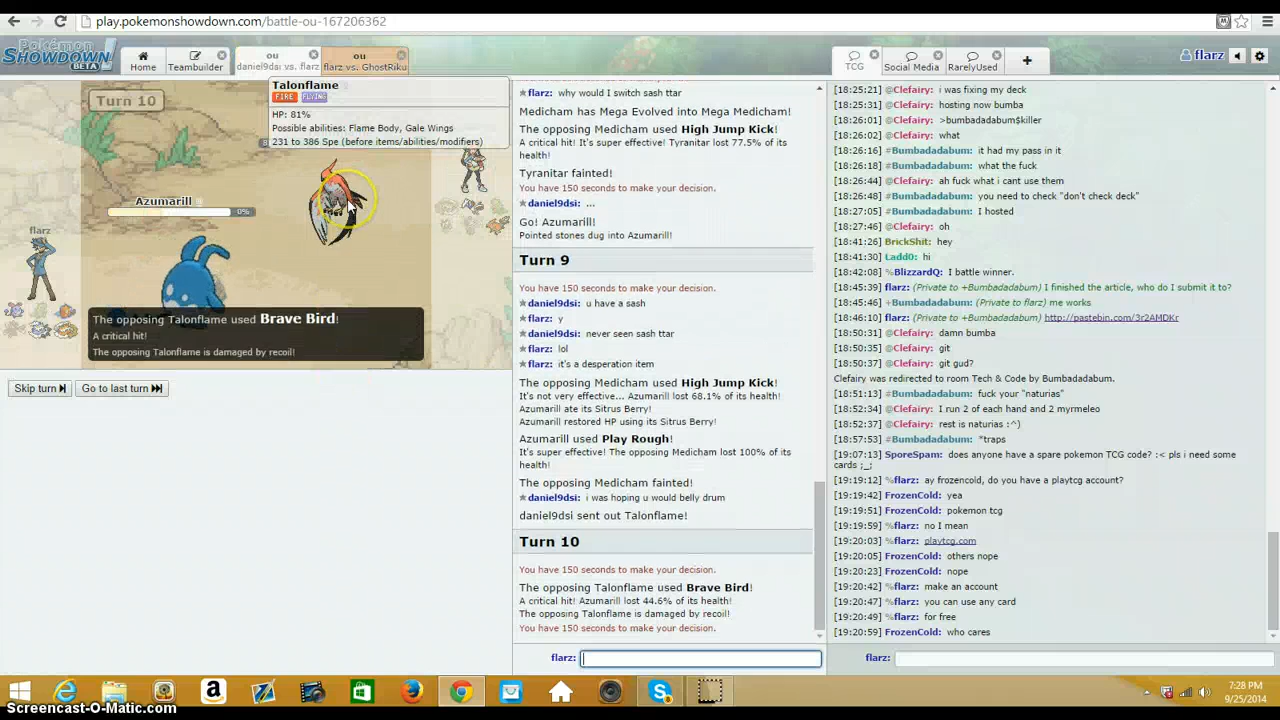 play.pokemonshowdown.com/battle-ou-167206362
Pokémon
SHOWDOWN
BETA
Home
Teambuilder
ou
daniel9dsi vs. flarz
ou
flarz vs. GhostRiku
TCG
Social Media
RarelyUsed
+
flarz
Turn 10
Talonflame
FIRE FLYING
HP: 81%
Possible abilities: Flame Body, Gale Wings
231 to 386 Spe (before items/abilities/modifiers)
Azumarill
0%
flarz
The opposing Talonflame used Brave Bird!
A critical hit!
The opposing Talonflame is damaged by recoil!
Skip turn
Go to last turn
flarz: why would I switch sash ttar
Medicham has Mega Evolved into Mega Medicham!
The opposing Medicham used High Jump Kick!
A critical hit! It's super effective! Tyranitar lost 77.5% of its
health!
Tyranitar fainted!
You have 150 seconds to make your decision.
daniel9dsi: ...
Go! Azumarill!
Pointed stones dug into Azumarill!
Turn 9
You have 150 seconds to make your decision.
daniel9dsi: u have a sash
flarz: y
daniel9dsi: never seen sash ttar
flarz: lol
flarz: it's a desperation item
The opposing Medicham used High Jump Kick!
It's not very effective... Azumarill lost 68.1% of its health!
Azumarill ate its Sitrus Berry!
Azumarill restored HP using its Sitrus Berry!
Azumarill used Play Rough!
It's super effective! The opposing Medicham lost 100% of its
health!
The opposing Medicham fainted!
daniel9dsi: i was hoping u would belly drum
daniel9dsi sent out Talonflame!
Turn 10
You have 150 seconds to make your decision.
The opposing Talonflame used Brave Bird!
A critical hit! Azumarill lost 44.6% of its health!
The opposing Talonflame is damaged by recoil!
You have 150 seconds to make your decision.
flarz:
[18:25:21] @Clefairy: i was fixing my deck
[18:25:31] @Clefairy: hosting now bumba
[18:26:01] @Clefairy: >bumbadadabum$killer
[18:26:02] @Clefairy: what
[18:26:16] #Bumbadadabum: it had my pass in it
[18:26:18] #Bumbadadabum: what the fuck
[18:26:44] @Clefairy: ah fuck what i cant use them
[18:26:48] #Bumbadadabum: you need to check "don't check deck"
[18:27:05] #Bumbadadabum: I hosted
[18:27:46] @Clefairy: oh
[18:41:26] BrickShit: hey
[18:41:30] Ladd0: hi
[18:42:08] %BlizzardQ: I battle winner.
[18:45:39] flarz: (Private to +Bumbadadabum) I finished the article, who do I submit it to?
[18:45:46] +Bumbadadabum: (Private to flarz) me works
[18:46:10] flarz: (Private to +Bumbadadabum) http://pastebin.com/3r2AMDKr
[18:50:31] @Clefairy: damn bumba
[18:50:35] @Clefairy: git
[18:50:37] @Clefairy: git gud?
Clefairy was redirected to room Tech & Code by Bumbadadabum.
[18:51:13] #Bumbadadabum: fuck your "naturias"
[18:52:34] @Clefairy: I run 2 of each hand and 2 myrmeleo
[18:52:37] @Clefairy: rest is naturias :^)
[18:57:53] #Bumbadadabum: *traps
[19:07:13] SporeSpam: does anyone have a spare pokemon TCG code? :< pls i need some
cards ;_;
[19:19:12] %flarz: ay frozencold, do you have a playtcg account?
[19:19:42] FrozenCold: yea
[19:19:51] FrozenCold: pokemon tcg
[19:19:59] %flarz: no I mean
[19:20:03] %flarz: playtcg.com
[19:20:05] FrozenCold: others nope
[19:20:23] FrozenCold: nope
[19:20:42] %flarz: make an account
[19:20:47] %flarz: you can use any card
[19:20:49] %flarz: for free
[19:20:59] FrozenCold: who cares
flarz:
7:28 PM
9/25/2014
Screencast-O-Matic.com